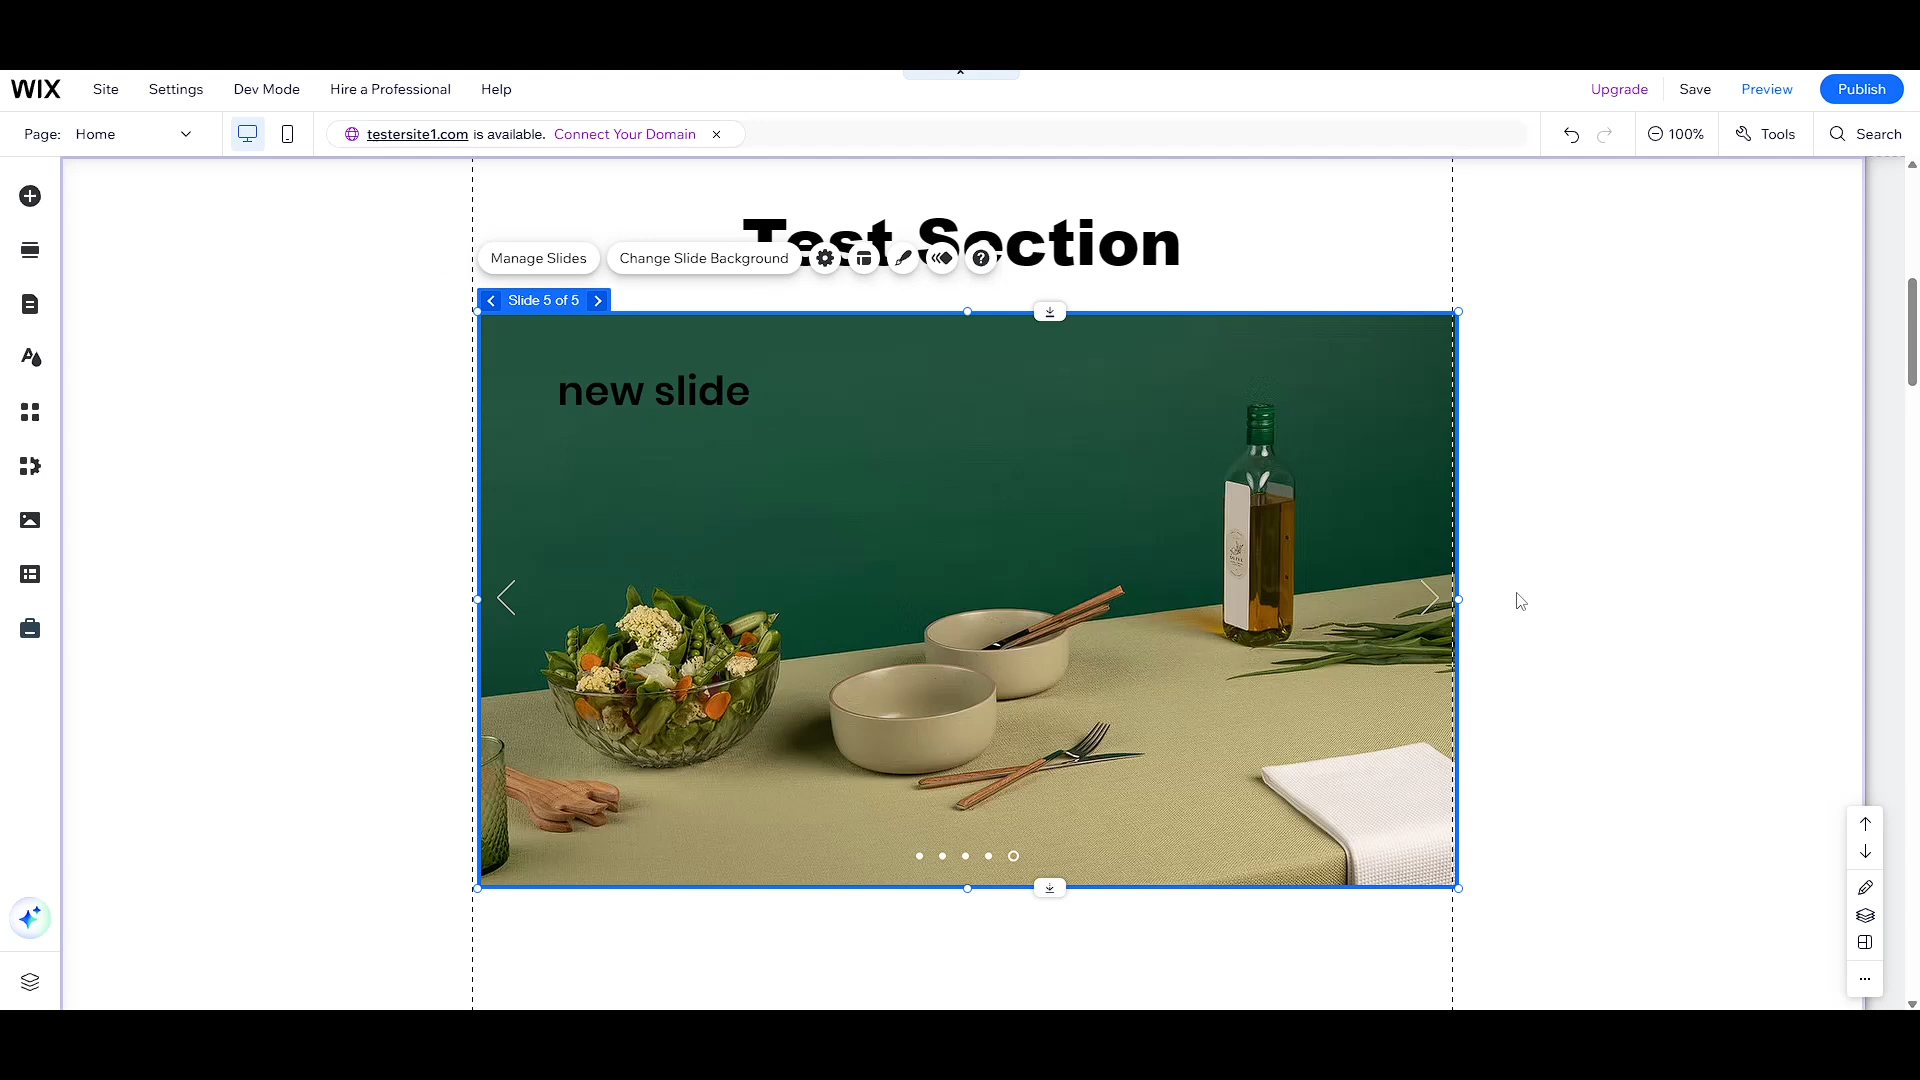 WIX Site Settings Dev Mode Hire a Professional Help Upgrade Save Preview Publish
Page: Home testersite1.com is available. Connect Your Domain 100% Tools Search
Test Section
Manage Slides Change Slide Background
Slide 5 of 5
new slide